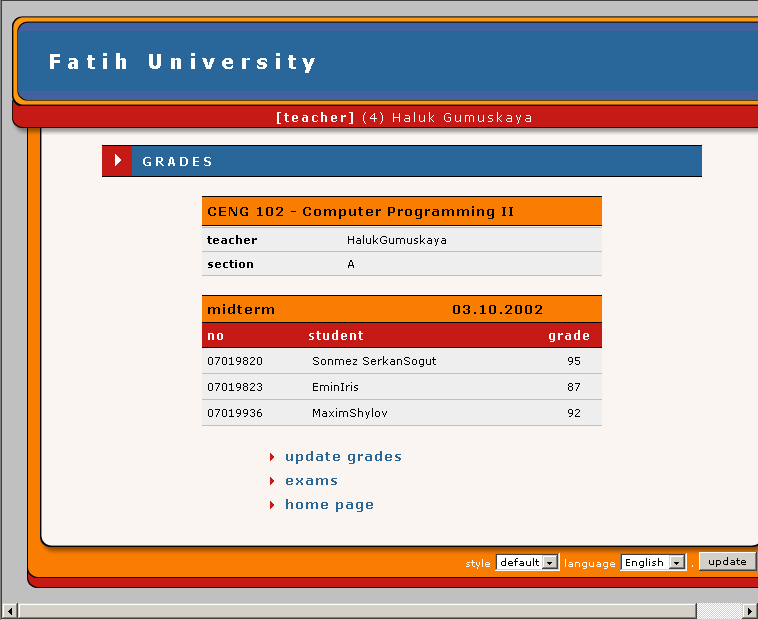 Fatih University
[teacher] (4) Haluk Gumuskaya
GRADES
CENG 102 - Computer Programming II
teacher HalukGumuskaya
section A
midterm 03.10.2002
no student grade
07019820 Sonmez SerkanSogut 95
07019823 EminIris 87
07019936 MaximShylov 92
update grades
exams
home page
style default language English . update